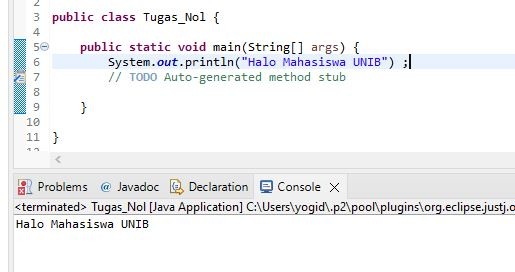 2
3 public class Tugas_Nol {
4
5 public static void main(String[] args) {
6 System.out.println("Halo Mahasiswa UNIB") ;
7 // TODO Auto-generated method stub
8
9 }
10
11 }
12
Problems @ Javadoc Declaration Console
<terminated> Tugas_Nol [Java Application] C:\Users\yogid\.p2\pool\plugins\org.eclipse.justj.o
Halo Mahasiswa UNIB